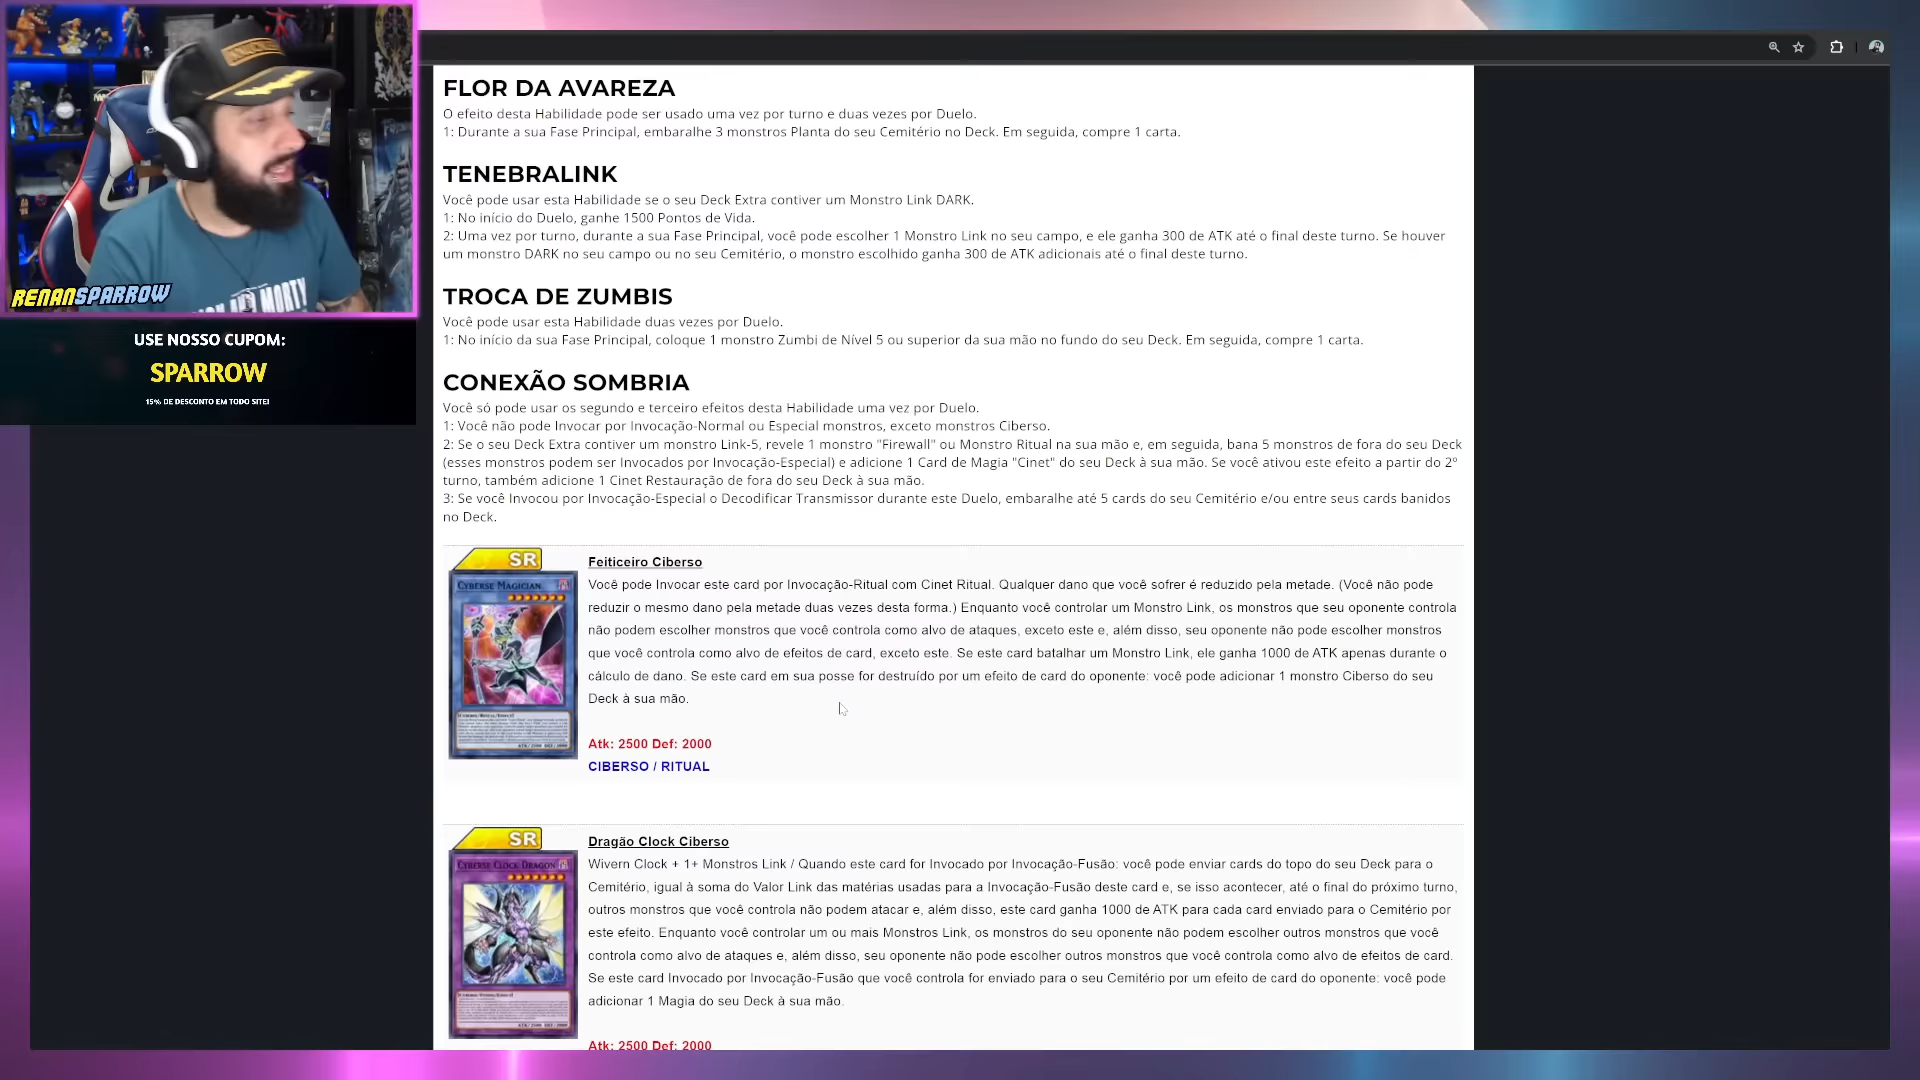 RENANSPARROW
USE NOSSO CUPOM:
SPARROW
15% DE DESCONTO EM TODO SITE!
FLOR DA AVAREZA
O efeito desta Habilidade pode ser usado uma vez por turno e duas vezes por Duelo.
1: Durante a sua Fase Principal, embaralhe 3 monstros Planta do seu Cemitério no Deck. Em seguida, compre 1 carta.
TENEBRALINK
Você pode usar esta Habilidade se o seu Deck Extra contiver um Monstro Link DARK.
1: No início do Duelo, ganhe 1500 Pontos de Vida.
2: Uma vez por turno, durante a sua Fase Principal, você pode escolher 1 Monstro Link no seu campo, e ele ganha 300 de ATK até o final deste turno. Se houver
um monstro DARK no seu campo ou no seu Cemitério, o monstro escolhido ganha 300 de ATK adicionais até o final deste turno.
TROCA DE ZUMBIS
Você pode usar esta Habilidade duas vezes por Duelo.
1: No início da sua Fase Principal, coloque 1 monstro Zumbi de Nível 5 ou superior da sua mão no fundo do seu Deck. Em seguida, compre 1 carta.
CONEXÃO SOMBRIA
Você só pode usar os segundo e terceiro efeitos desta Habilidade uma vez por Duelo.
1: Você não pode Invocar por Invocação-Normal ou Especial monstros, exceto monstros Ciberso.
2: Se o seu Deck Extra contiver um monstro Link-5, revele 1 monstro "Firewall" ou Monstro Ritual na sua mão e, em seguida, bana 5 monstros de fora do seu Deck
(esses monstros podem ser Invocados por Invocação-Especial) e adicione 1 Card de Magia "Cinet" do seu Deck à sua mão. Se você ativou este efeito a partir do 2º
turno, também adicione 1 Cinet Restauração de fora do seu Deck à sua mão.
3: Se você Invocou por Invocação-Especial o Decodificar Transmissor durante este Duelo, embaralhe até 5 cards do seu Cemitério e/ou entre seus cards banidos
no Deck.
SR
CYBERSE MAGICIAN
Feiticeiro Ciberso
Você pode Invocar este card por Invocação-Ritual com Cinet Ritual. Qualquer dano que você sofrer é reduzido pela metade. (Você não pode
reduzir o mesmo dano pela metade duas vezes desta forma.) Enquanto você controlar um Monstro Link, os monstros que seu oponente controla
não podem escolher monstros que você controla como alvo de ataques, exceto este e, além disso, seu oponente não pode escolher monstros
que você controla como alvo de efeitos de card, exceto este. Se este card batalhar um Monstro Link, ele ganha 1000 de ATK apenas durante o
cálculo de dano. Se este card em sua posse for destruído por um efeito de card do oponente: você pode adicionar 1 monstro Ciberso do seu
Deck à sua mão.
Atk: 2500 Def: 2000
CIBERSO / RITUAL
SR
CYBERSE CLOCK DRAGON
Dragão Clock Ciberso
Wivern Clock + 1+ Monstros Link / Quando este card for Invocado por Invocação-Fusão: você pode enviar cards do topo do seu Deck para o
Cemitério, igual à soma do Valor Link das matérias usadas para a Invocação-Fusão deste card e, se isso acontecer, até o final do próximo turno,
outros monstros que você controla não podem atacar e, além disso, este card ganha 1000 de ATK para cada card enviado para o Cemitério por
este efeito. Enquanto você controlar um ou mais Monstros Link, os monstros do seu oponente não podem escolher outros monstros que você
controla como alvo de ataques e, além disso, seu oponente não pode escolher outros monstros que você controla como alvo de efeitos de card.
Se este card Invocado por Invocação-Fusão que você controla for enviado para o seu Cemitério por um efeito de card do oponente: você pode
adicionar 1 Magia do seu Deck à sua mão.
Atk: 2500 Def: 2000